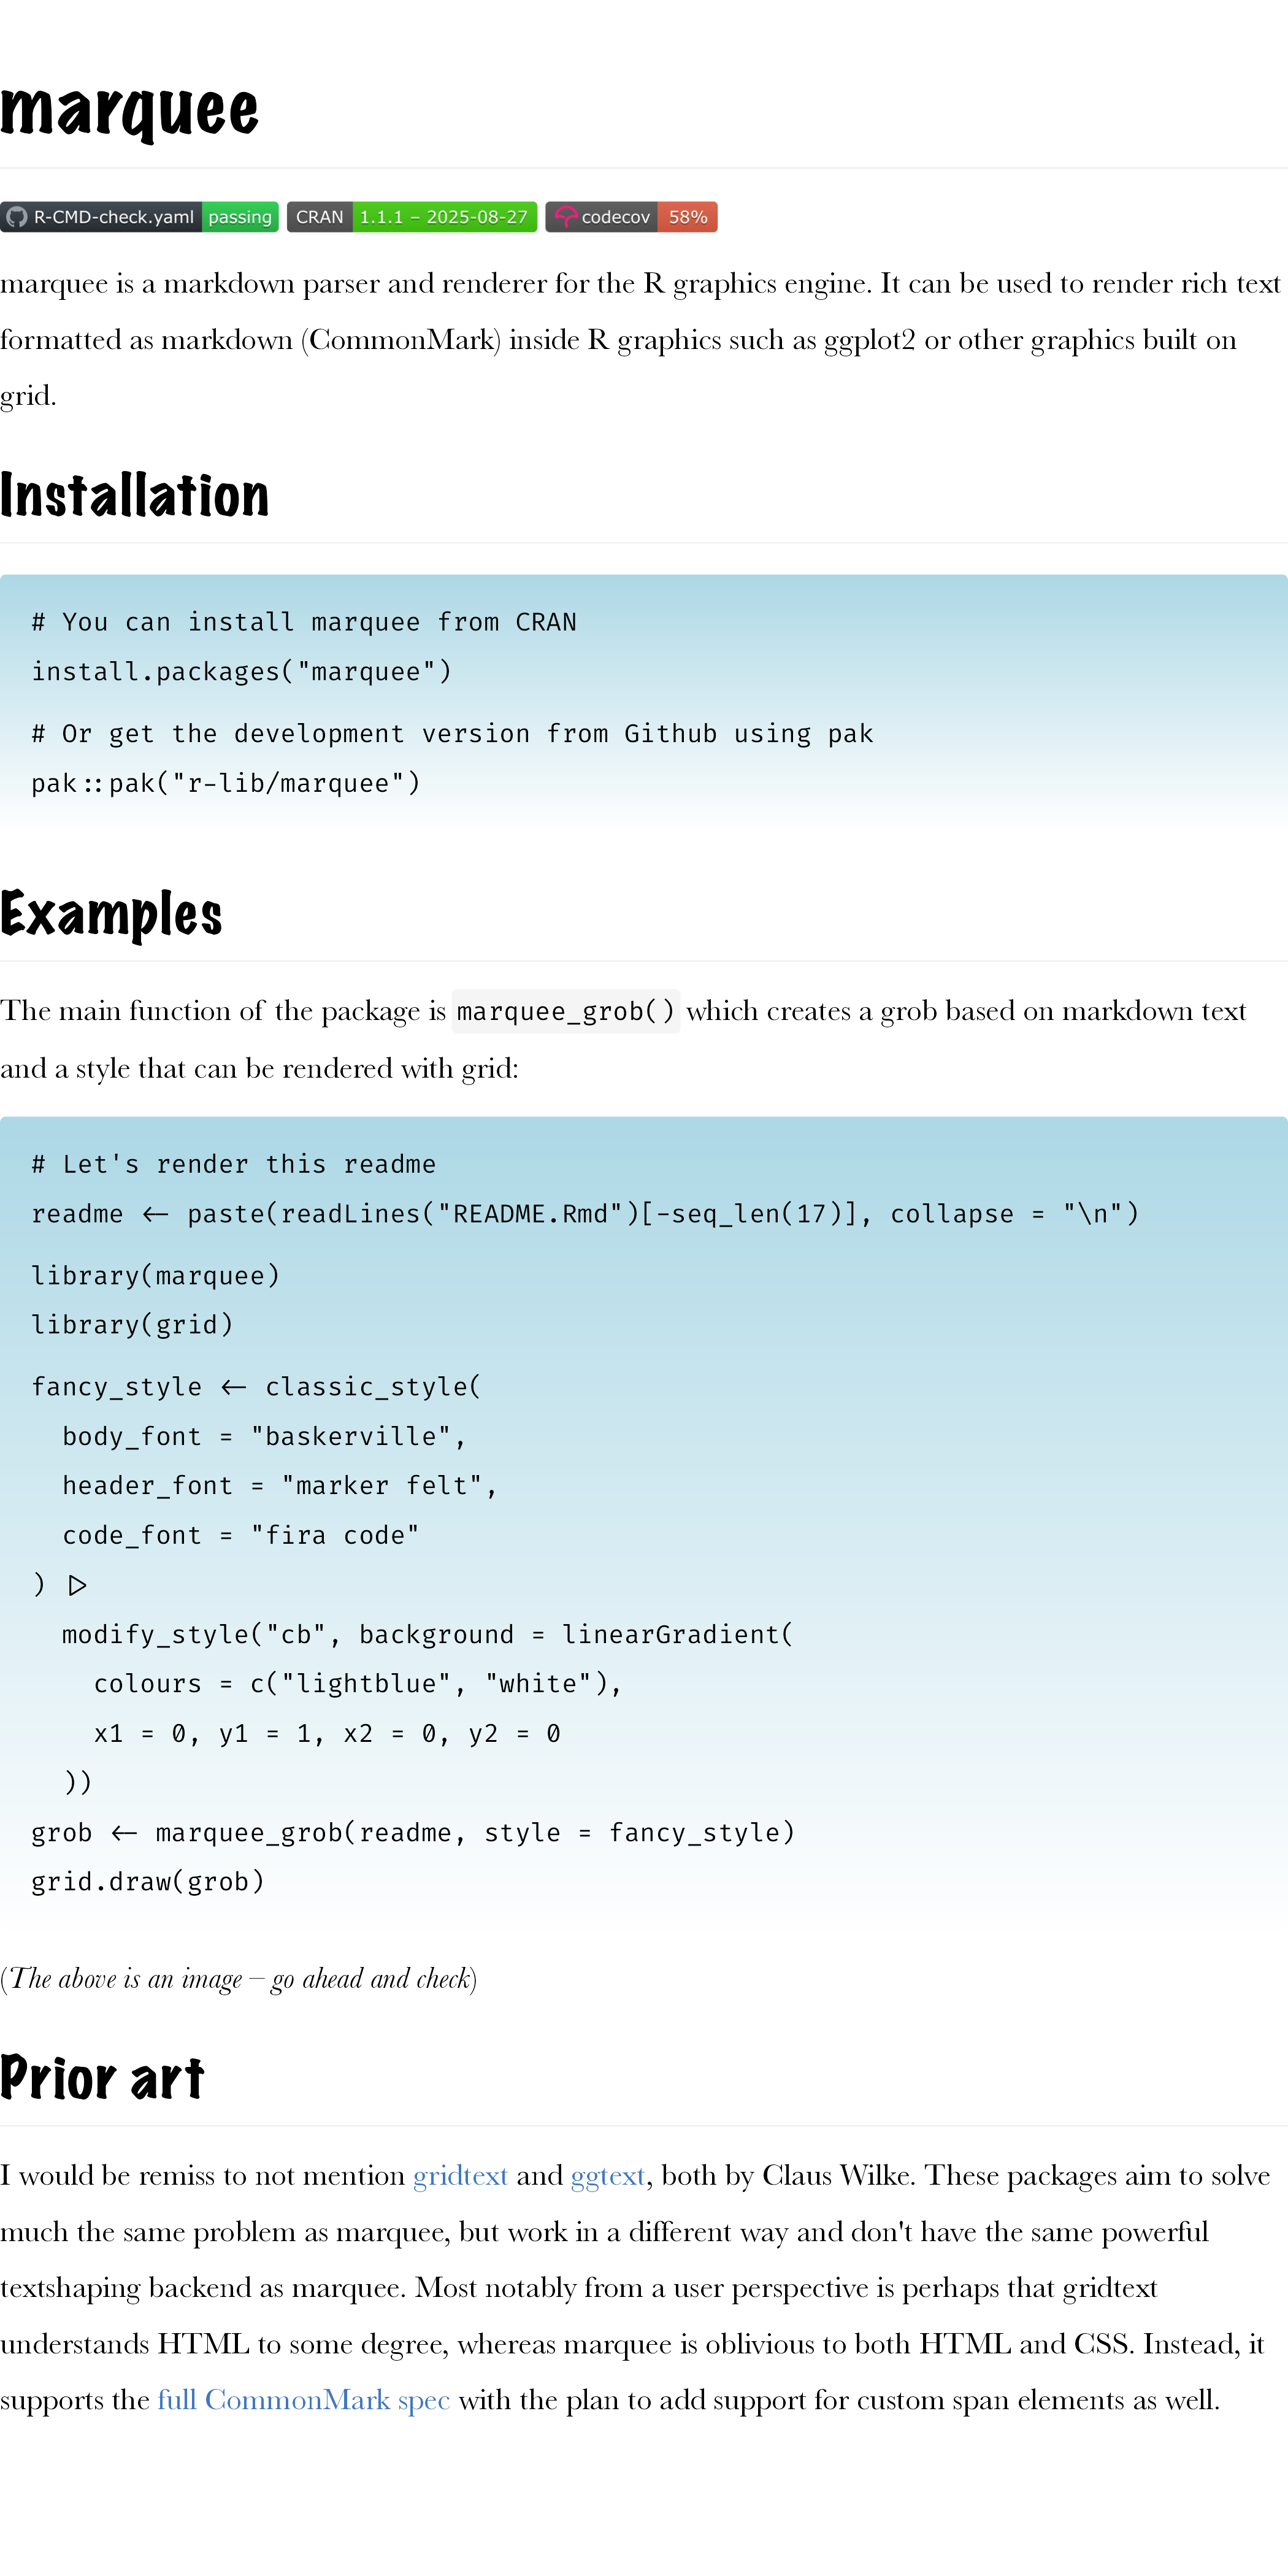 marquee
R-CMD-check.yaml passing CRAN 1.1.1 – 2025-08-27 codecov 58%
marquee is a markdown parser and renderer for the R graphics engine. It can be used to render rich text
formatted as markdown (CommonMark) inside R graphics such as ggplot2 or other graphics built on
grid.
Installation
# You can install marquee from CRAN
install.packages("marquee")
# Or get the development version from Github using pak
pak::pak("r-lib/marquee")
Examples
The main function of the package is marquee_grob() which creates a grob based on markdown text
and a style that can be rendered with grid:
# Let's render this readme
readme <- paste(readLines("README.Rmd")[-seq_len(17)], collapse = "\n")
library(marquee)
library(grid)
fancy_style <- classic_style(
  body_font = "baskerville",
  header_font = "marker felt",
  code_font = "fira code"
) |>
  modify_style("cb", background = linearGradient(
    colours = c("lightblue", "white"),
    x1 = 0, y1 = 1, x2 = 0, y2 = 0
  ))
grob <- marquee_grob(readme, style = fancy_style)
grid.draw(grob)
(The above is an image – go ahead and check)
Prior art
I would be remiss to not mention gridtext and ggtext, both by Claus Wilke. These packages aim to solve
much the same problem as marquee, but work in a different way and don't have the same powerful
textshaping backend as marquee. Most notably from a user perspective is perhaps that gridtext
understands HTML to some degree, whereas marquee is oblivious to both HTML and CSS. Instead, it
supports the full CommonMark spec with the plan to add support for custom span elements as well.